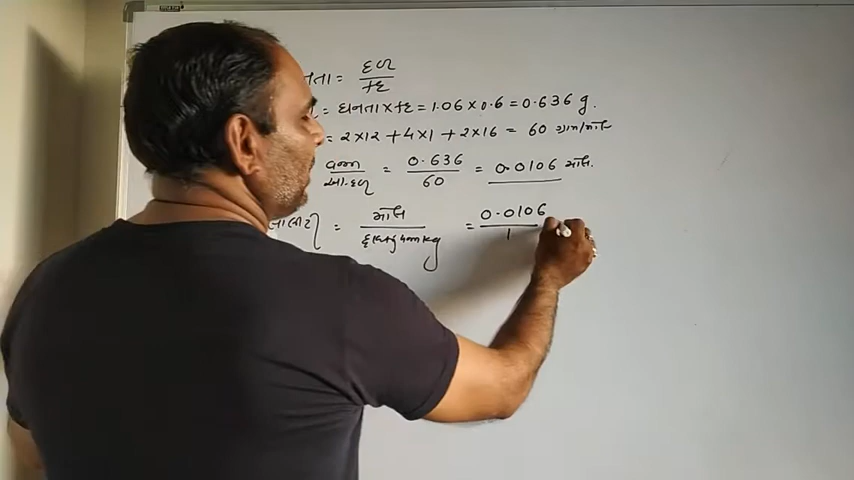 નતા = દળ / કદ
= ઘનતા × કદ = 1.06 × 0.6 = 0.636 g.
= 2×12 + 4×1 + 2×16 = 60 ગ્રામ/મોલ
વજન / આ.દળ = 0.636 / 60 = 0.0106 મોલ.
= મોલ / kg = 0.0106 / 1